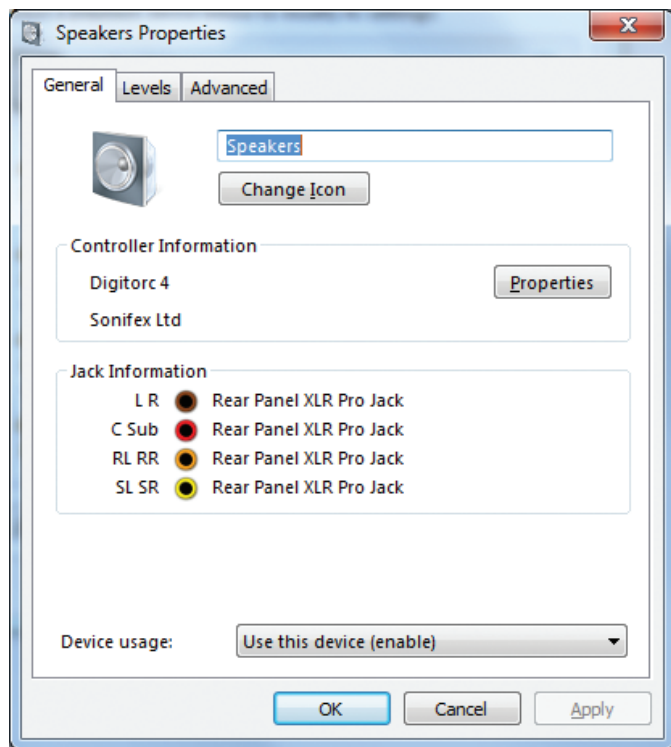 Speakers Properties
General Levels Advanced
Speakers
Change Icon
Controller Information
Digitorc 4
Properties
Sonifex Ltd
Jack Information
L R Rear Panel XLR Pro Jack
C Sub Rear Panel XLR Pro Jack
RL RR Rear Panel XLR Pro Jack
SL SR Rear Panel XLR Pro Jack
Device usage: Use this device (enable)
OK Cancel Apply